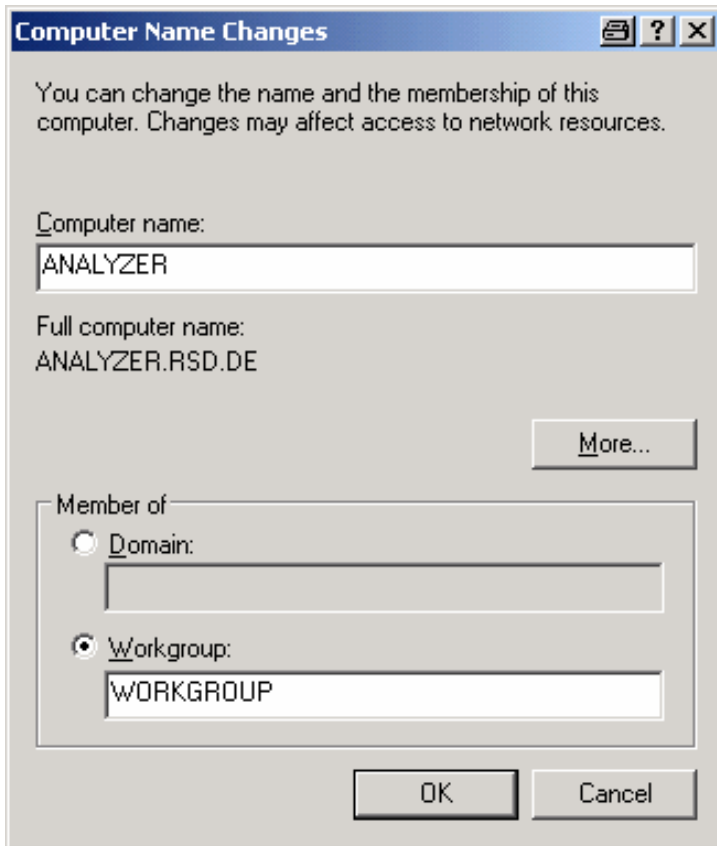 Computer Name Changes
You can change the name and the membership of this
computer. Changes may affect access to network resources.
Computer name:
ANALYZER
Full computer name:
ANALYZER.RSD.DE
More...
Member of
Domain:
Workgroup:
WORKGROUP
OK Cancel